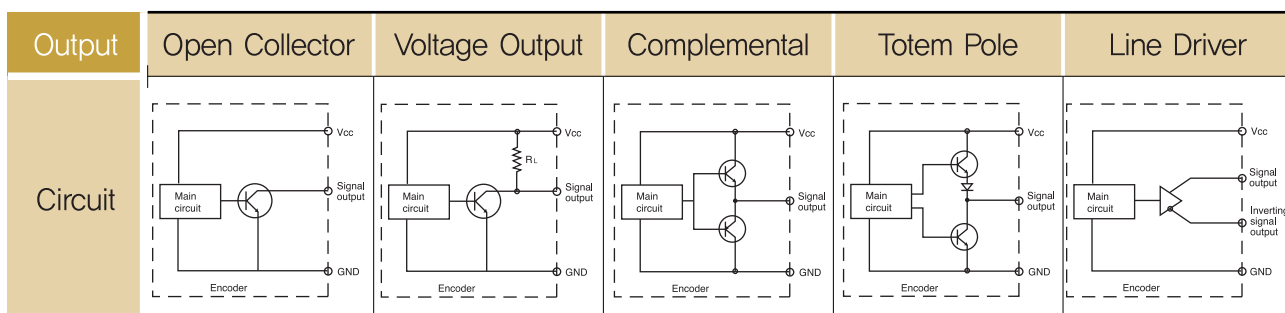 Output
Open Collector
Voltage Output
Complemental
Totem Pole
Line Driver
Circuit
Vcc
Main
circuit
Signal
output
GND
Encoder
Vcc
RL
Main
circuit
Signal
output
GND
Encoder
Vcc
Main
circuit
Signal
output
GND
Encoder
Vcc
Main
circuit
Signal
output
GND
Encoder
Vcc
Main
circuit
Signal
output
Inverting
signal
output
GND
Encoder